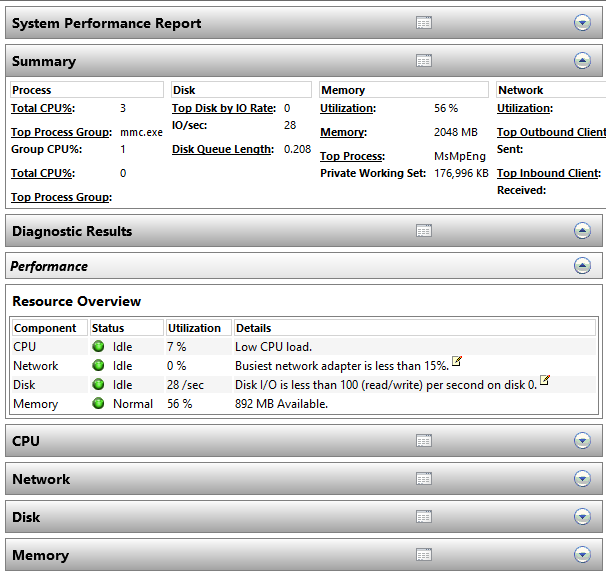 System Performance Report
Summary
Process Disk Memory Network
Total CPU%: 3 Top Disk by IO Rate: 0 Utilization: 56 % Utilization:
IO/sec: 28
Top Process Group: mmc.exe Memory: 2048 MB Top Outbound Client
Group CPU%: 1 Disk Queue Length: 0.208 Sent:
Top Process: MsMpEng
Total CPU%: 0 Private Working Set: 176,996 KB Top Inbound Client:
Received:
Top Process Group:
Diagnostic Results
Performance
Resource Overview
Component Status Utilization Details
CPU Idle 7 % Low CPU load.
Network Idle 0 % Busiest network adapter is less than 15%.
Disk Idle 28 /sec Disk I/O is less than 100 (read/write) per second on disk 0.
Memory Normal 56 % 892 MB Available.
CPU
Network
Disk
Memory